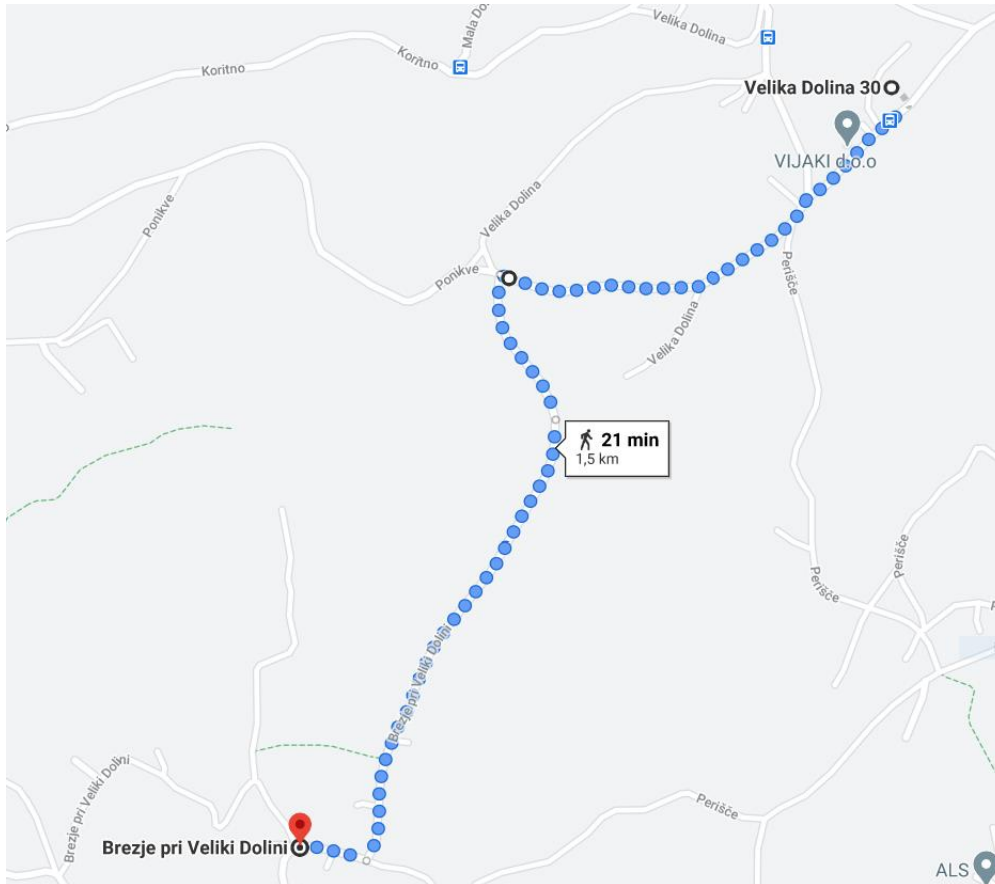 Mala Do
Velika Dolina
Koritno
Koritno
Velika Dolina 30
VIJAKI d.o.o
Ponikve
Velika Dolina
Ponikve
Perišče
Velika Dolina
21 min
1,5 km
Perišče
Perišče
Brezje pri Veliki Dolini
Brezje pri Veliki Dolini
Perišče
Brezje pri Veliki Dolini
ALS